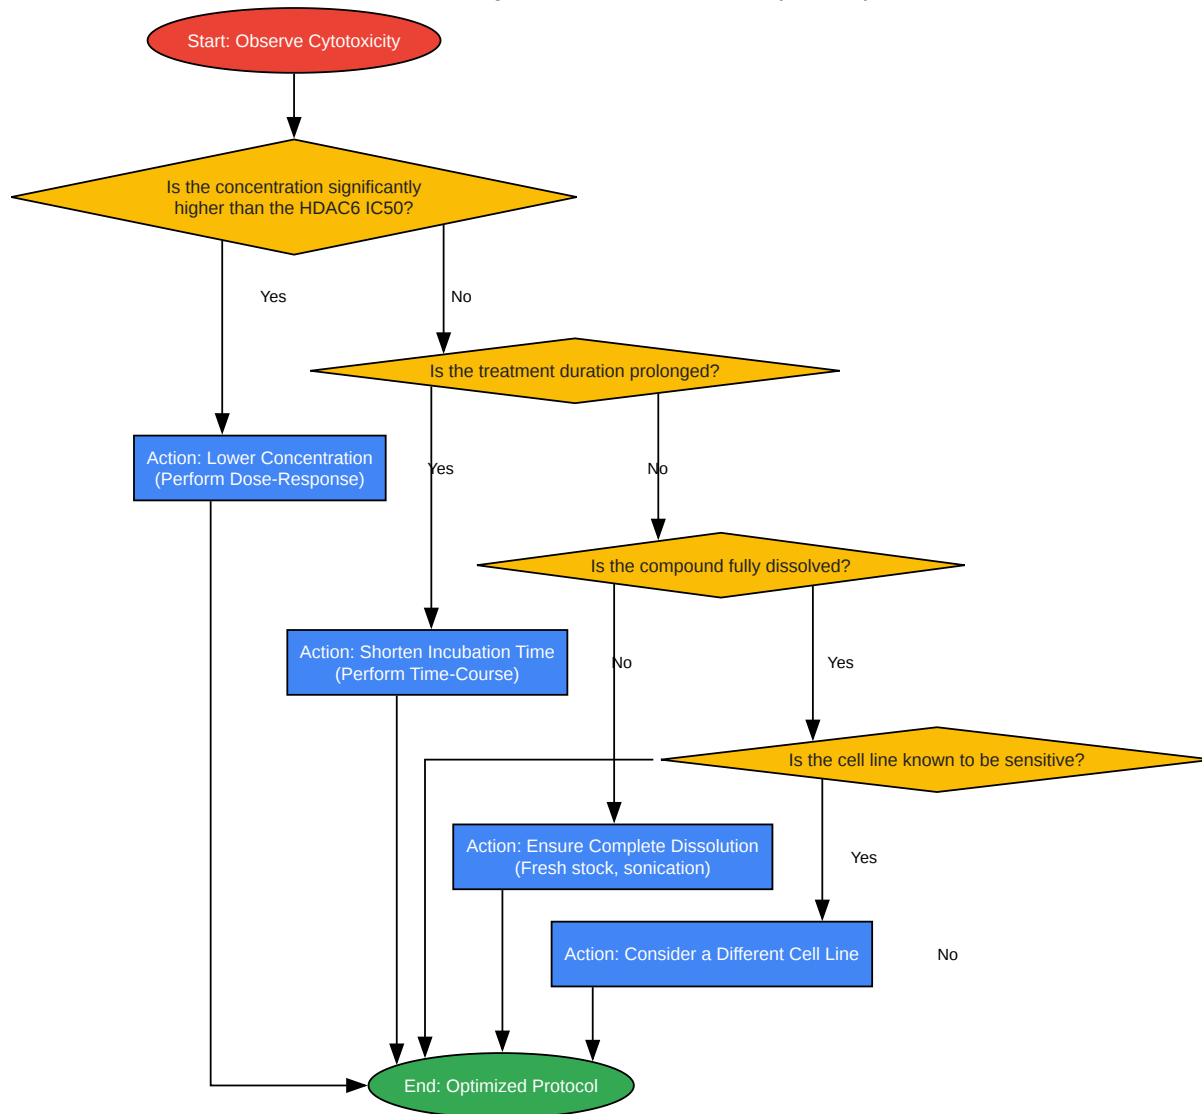 Start: Observe Cytotoxicity
Is the concentration significantly
higher than the HDAC6 IC50?
Yes
No
Is the treatment duration prolonged?
Action: Lower Concentration
(Perform Dose-Response)
Yes
No
Is the compound fully dissolved?
Action: Shorten Incubation Time
(Perform Time-Course)
No
Yes
Is the cell line known to be sensitive?
Action: Ensure Complete Dissolution
(Fresh stock, sonication)
Yes
Action: Consider a Different Cell Line
No
End: Optimized Protocol